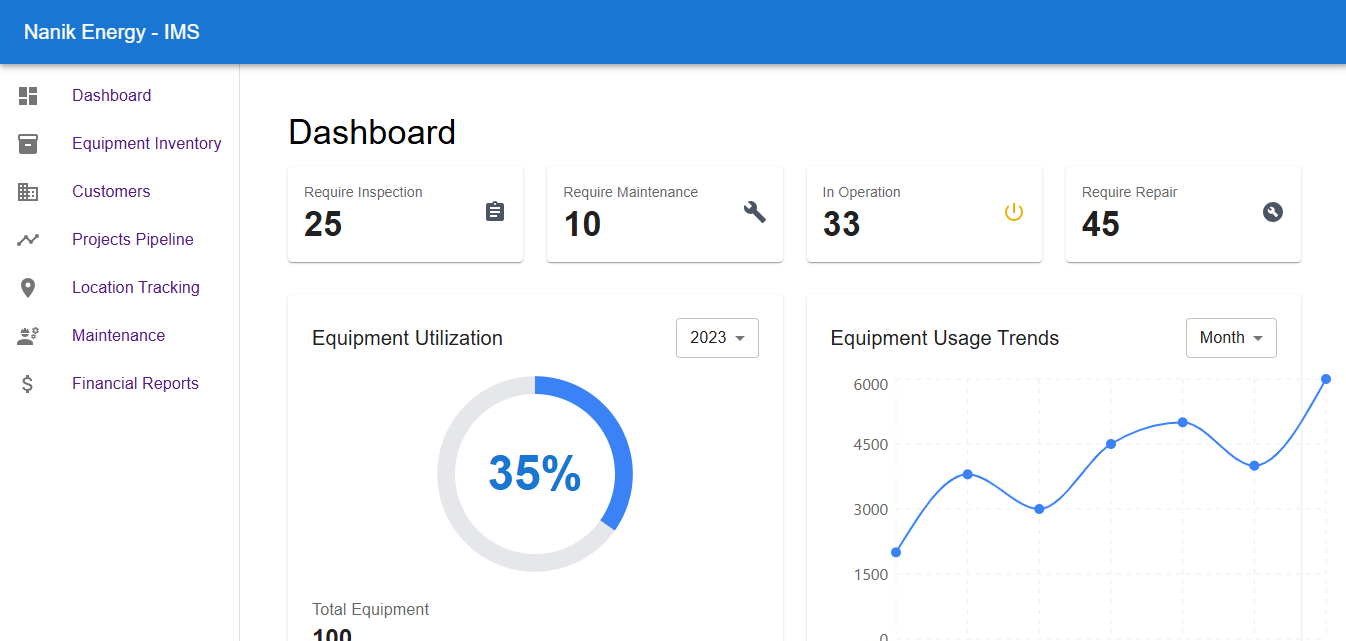 Nanik Energy - IMS
Dashboard
Equipment Inventory
Customers
Projects Pipeline
Location Tracking
Maintenance
Financial Reports
Dashboard
Require Inspection
25
Require Maintenance
10
In Operation
33
Require Repair
45
Equipment Utilization
2023
35%
Total Equipment
100
Equipment Usage Trends
Month
6000
4500
3000
1500
0